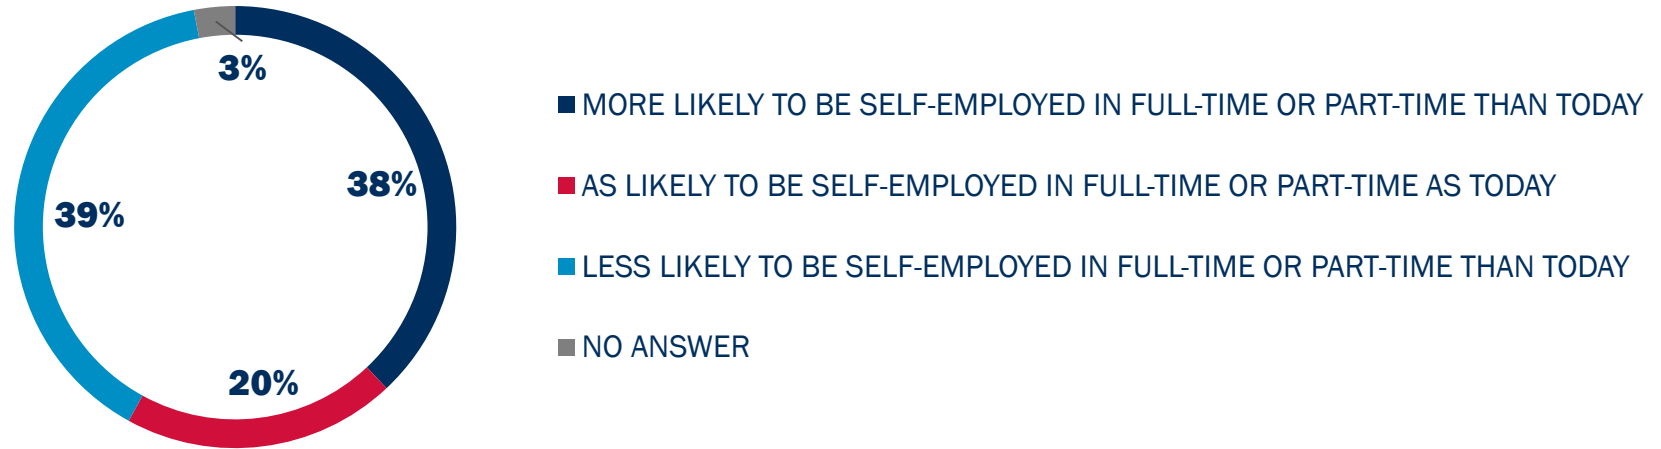 3%
38%
39%
20%
MORE LIKELY TO BE SELF-EMPLOYED IN FULL-TIME OR PART-TIME THAN TODAY
AS LIKELY TO BE SELF-EMPLOYED IN FULL-TIME OR PART-TIME AS TODAY
LESS LIKELY TO BE SELF-EMPLOYED IN FULL-TIME OR PART-TIME THAN TODAY
NO ANSWER